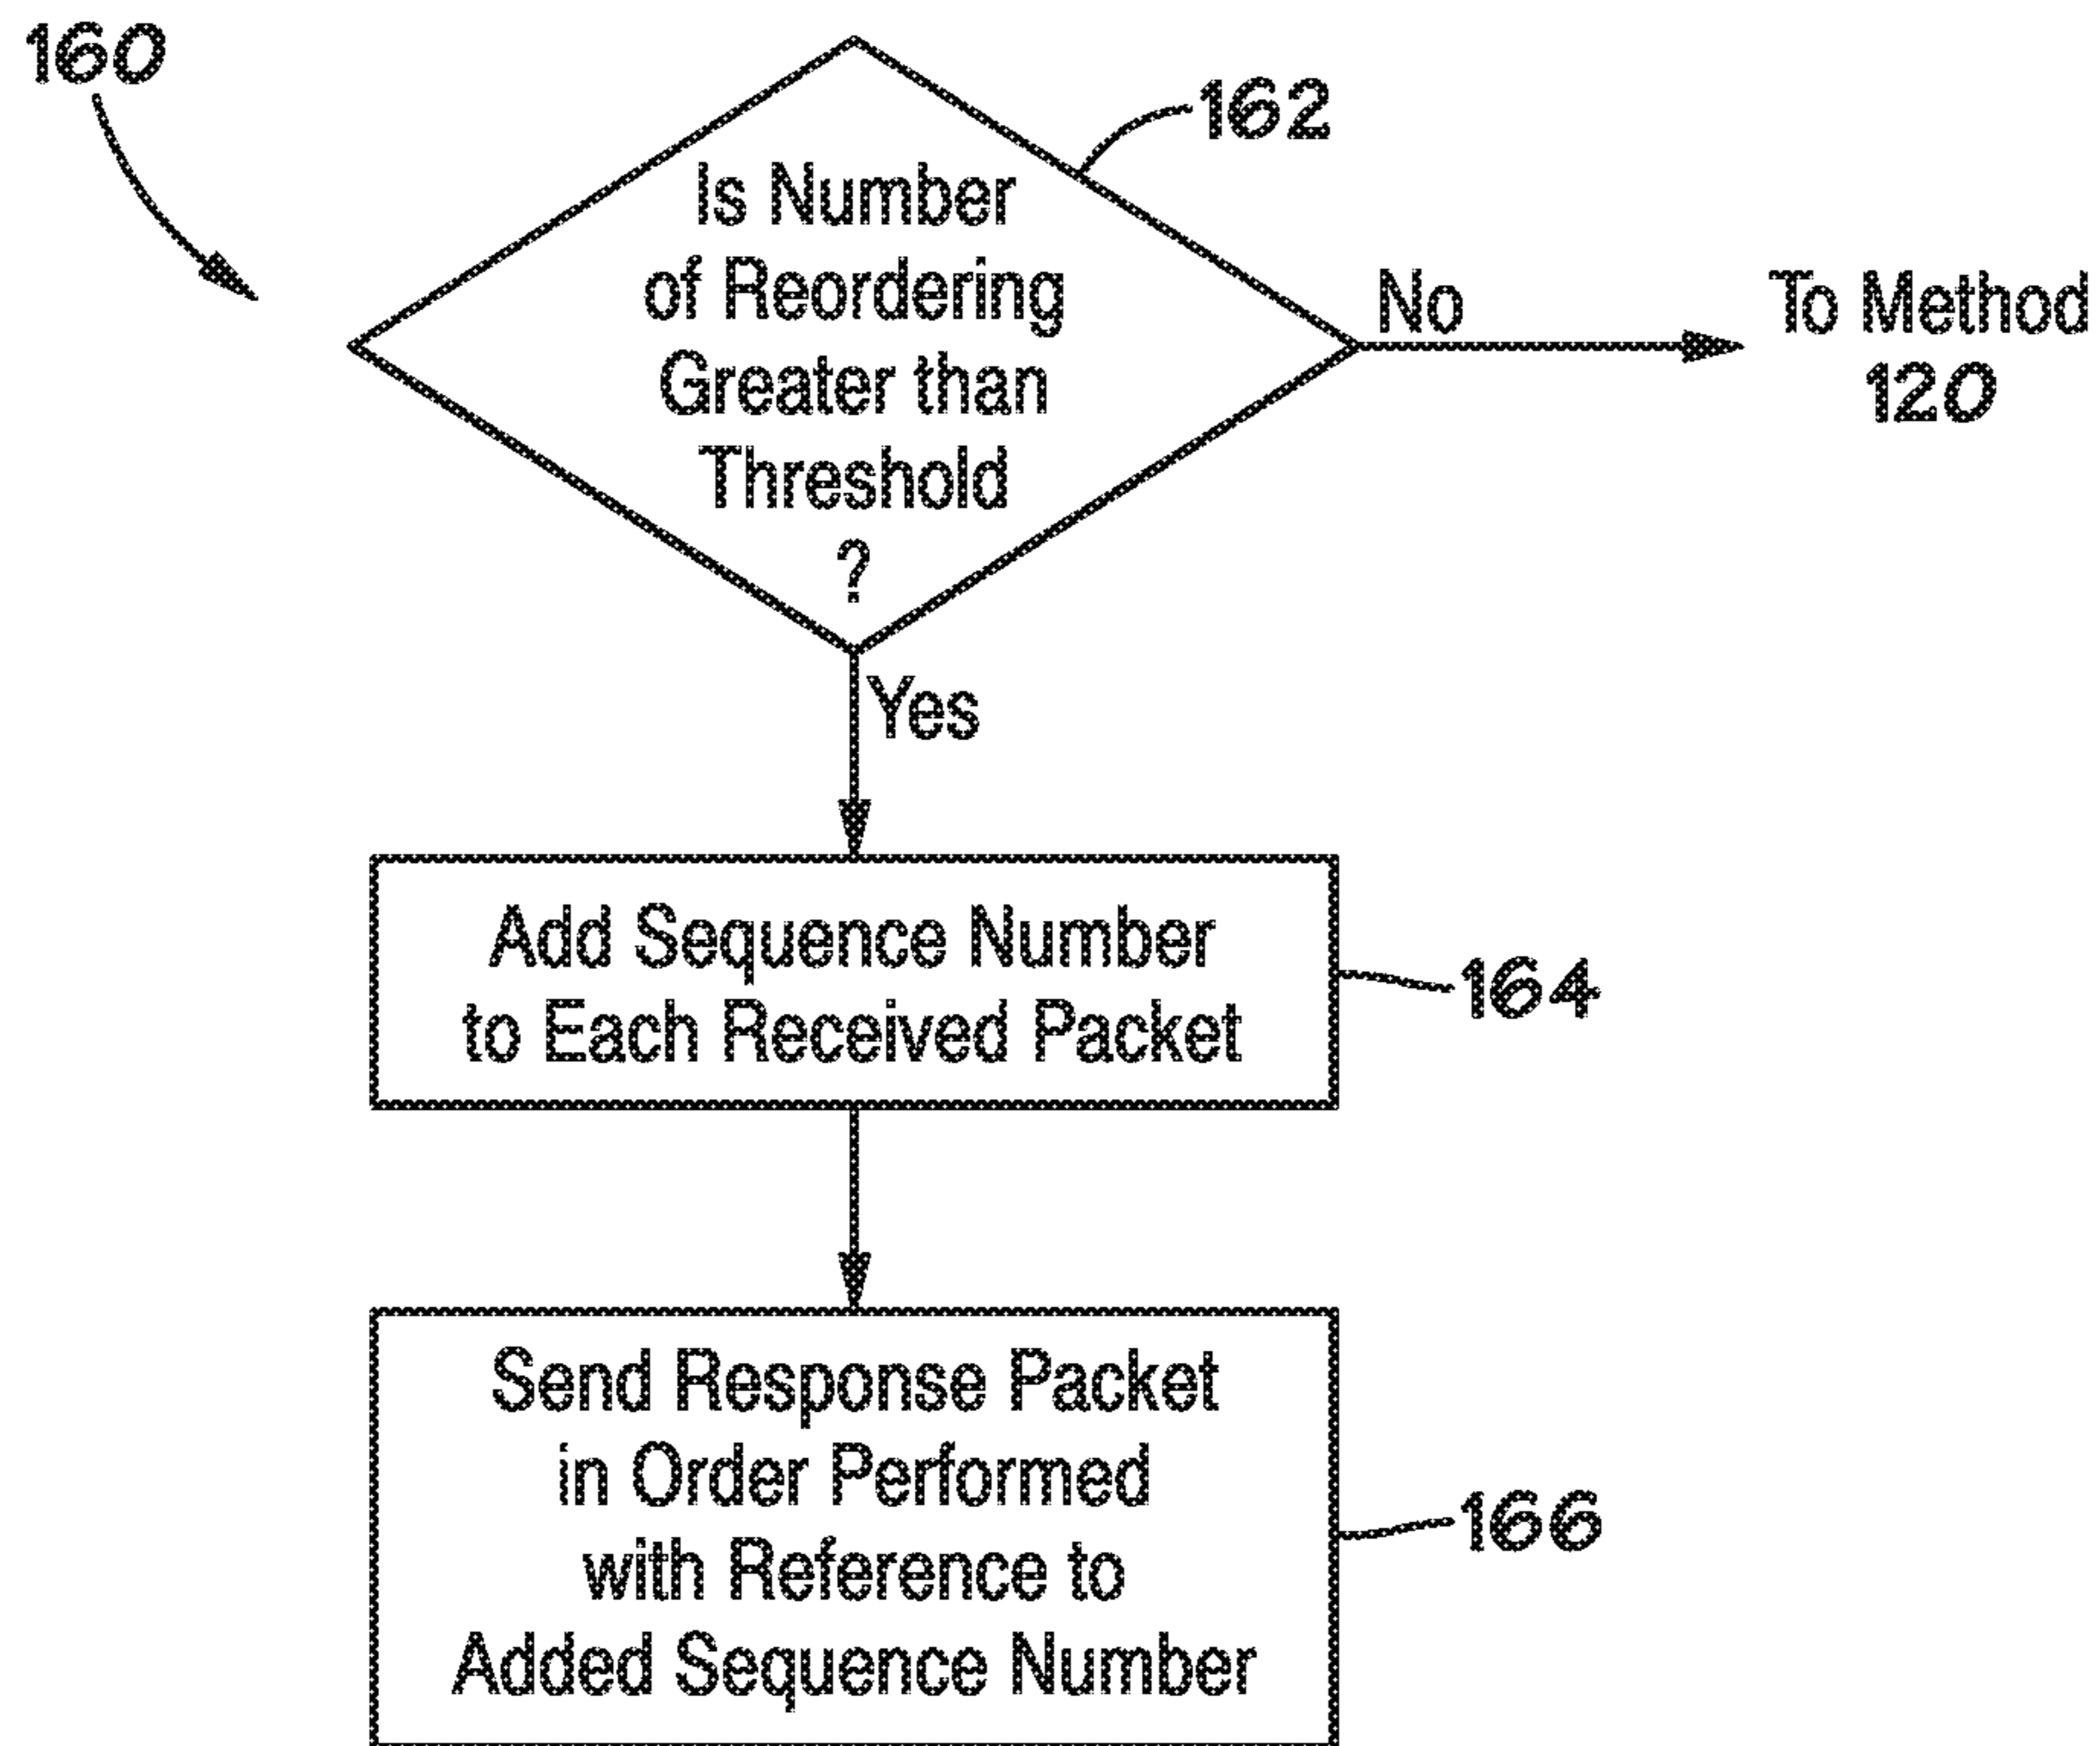 160
162
Is Number
of Reordering
Greater than
Threshold
?
No
To Method
120
Yes
Add Sequence Number
to Each Received Packet
164
Send Response Packet
in Order Performed
with Reference to
Added Sequence Number
166